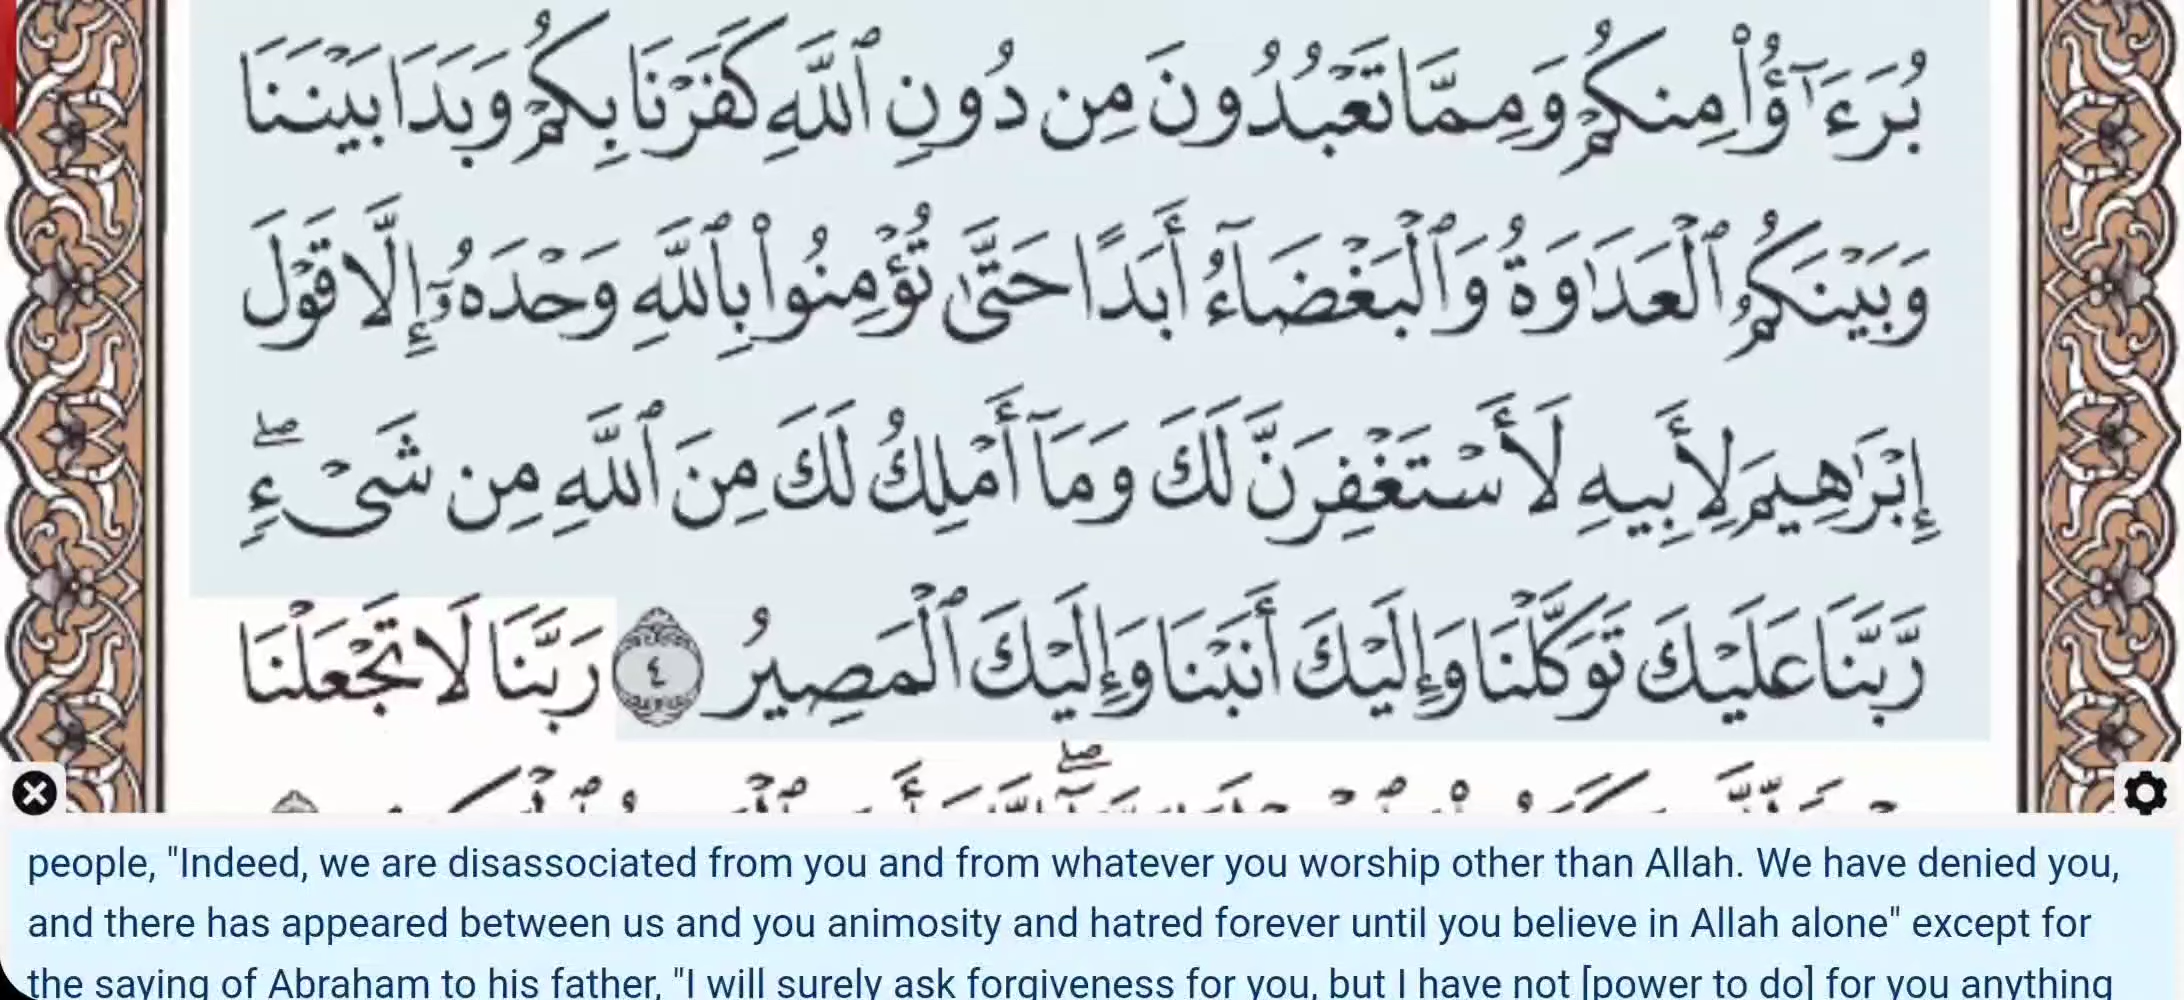 بُرَءَٰٓؤُا۟ مِنكُمْ وَمِمَّا تَعْبُدُونَ مِن دُونِ ٱللَّهِ كَفَرْنَا بِكُمْ وَبَدَا بَيْنَنَا
وَبَيْنَكُمُ ٱلْعَدَٰوَةُ وَٱلْبَغْضَآءُ أَبَدًا حَتَّىٰ تُؤْمِنُوا۟ بِٱللَّهِ وَحْدَهُۥٓ إِلَّا قَوْلَ
إِبْرَٰهِيمَ لِأَبِيهِ لَأَسْتَغْفِرَنَّ لَكَ وَمَآ أَمْلِكُ لَكَ مِنَ ٱللَّهِ مِن شَىْءٍۖ
رَّبَّنَا عَلَيْكَ تَوَكَّلْنَا وَإِلَيْكَ أَنَبْنَا وَإِلَيْكَ ٱلْمَصِيرُ ٤ رَبَّنَا لَا تَجْعَلْنَا
people, "Indeed, we are disassociated from you and from whatever you worship other than Allah. We have denied you,
and there has appeared between us and you animosity and hatred forever until you believe in Allah alone" except for
the saying of Abraham to his father, "I will surely ask forgiveness for you, but I have not [power to do] for you anything